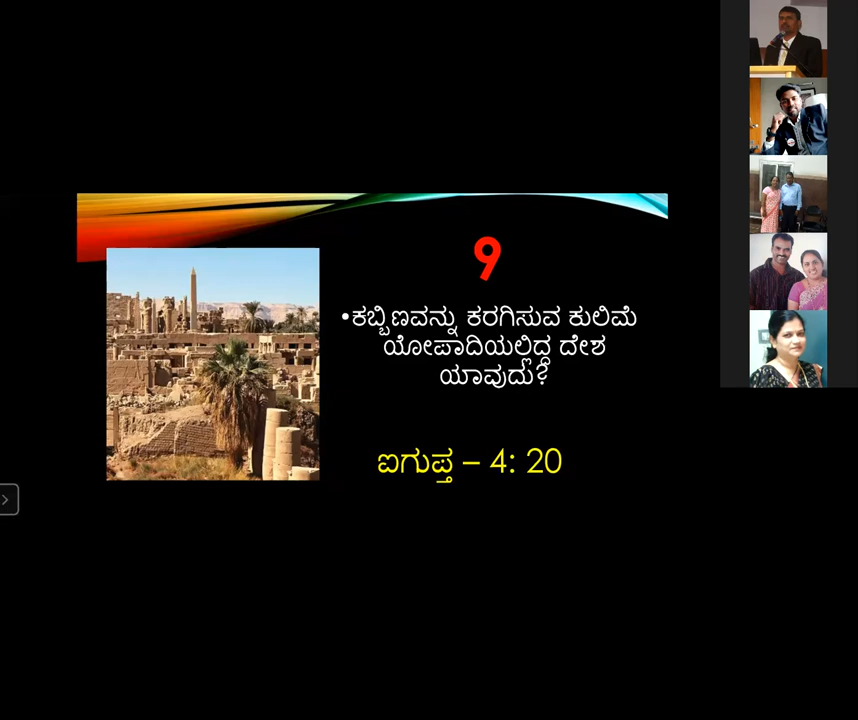 9
•ಕಬ್ಬಿಣವನ್ನು ಕರಗಿಸುವ ಕುಲಿಮೆ
ಯೋಪಾದಿಯಲ್ಲಿದ್ದ ದೇಶ
ಯಾವುದು?
ಐಗುಪ್ತ – 4: 20